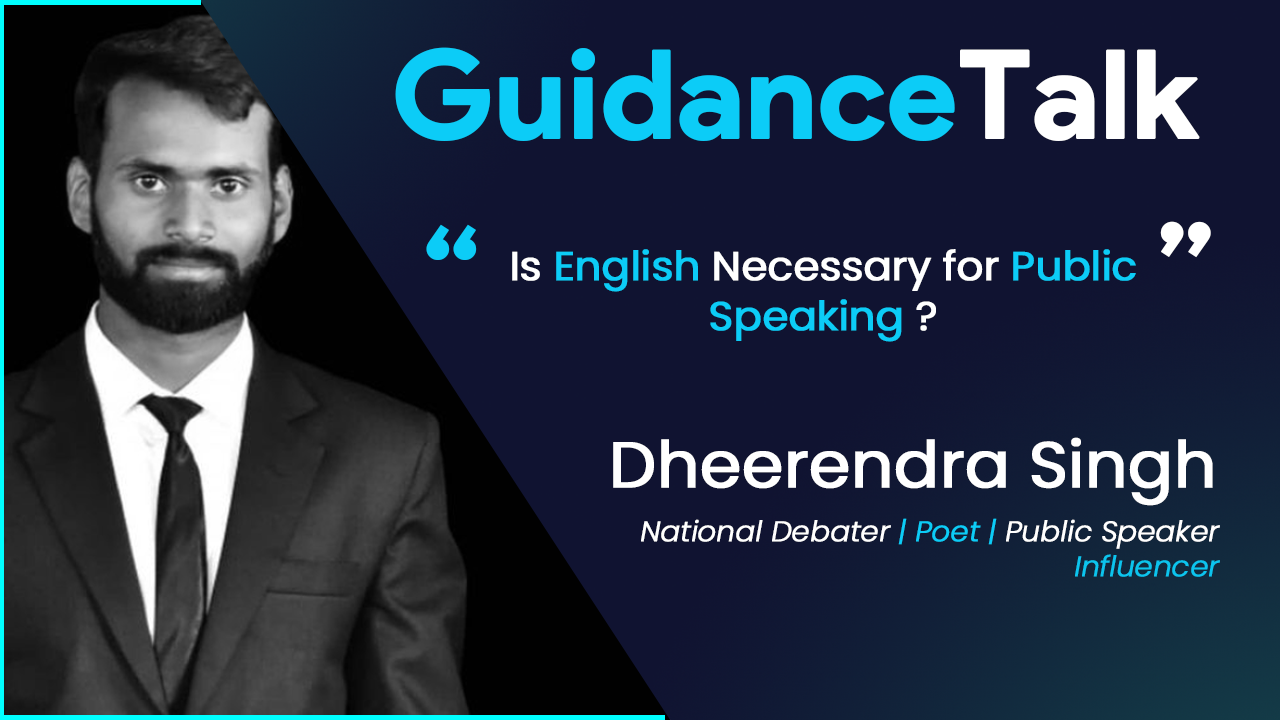 GuidanceTalk
“ Is English Necessary for Public ”
Speaking ?
Dheerendra Singh
National Debater | Poet | Public Speaker
Influencer